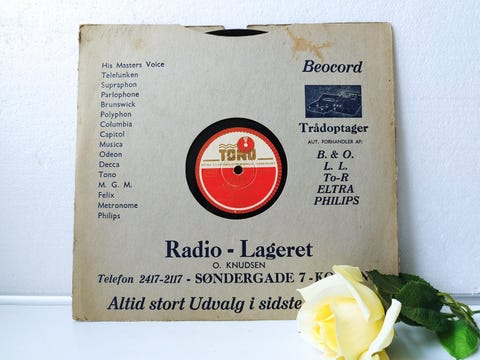 His Masters Voice
Telefunken
Supraphon
Parlophone
Brunswick
Polyphon
Columbia
Capitol
Musica
Odeon
Decca
Tono
M. G. M.
Felix
Metronome
Philips
Beocord
Trådoptager
AUT. FORHANDLER AF:
B. & O.
L. L.
To-R
ELTRA
PHILIPS
TONO
Radio - Lageret
O. KNUDSEN
Telefon 2417-2117 - SØNDERGADE 7 - KO
Altid stort Udvalg i sidste